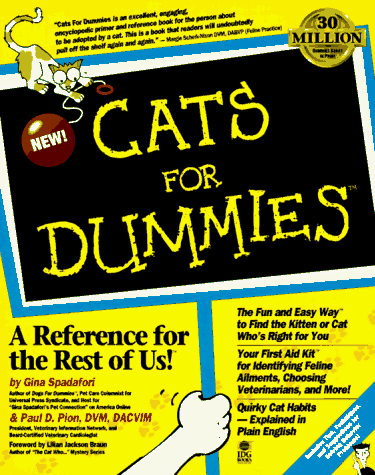 "Cats For Dummies is an excellent, engaging,
encyclopedic primer and reference book for the person about
to be adopted by a cat. This is a book that readers will undoubtedly
pull off the shelf again and again." — Margie Scherk-Nixon DVM, DABVP (Feline Practice)
30
MILLION
NEW!
CATS
FOR
DUMMIES™
A Reference for
the Rest of Us!
by Gina Spadafori
Author of Dogs For Dummies™, Pet Care Columnist for
Universal Press Syndicate, and Host for
"Gina Spadafori's Pet Connection" on America Online
& Paul D. Pion, DVM, DACVIM
President, Veterinary Information Network, and
Board-Certified Veterinary Cardiologist
Foreword by Lilian Jackson Braun
Author of "The Cat Who..." Mystery Series
The Fun and Easy Way™
to Find the Kitten or Cat
Who's Right for You
Your First Aid Kit™
for Identifying Feline
Ailments, Choosing
Veterinarians, and More!
Quirky Cat Habits
— Explained in
Plain English
IDG
BOOKS